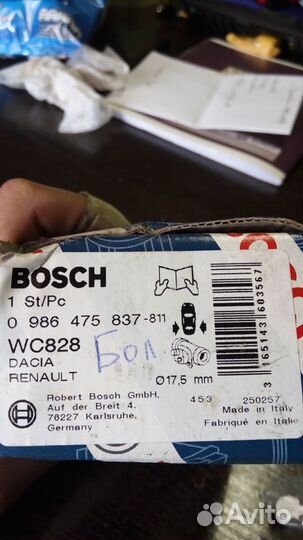 BOSCH
1 St/Pc
0 986 475 837-811
WC828
Бол.
DACIA
RENAULT
Ø17,5 mm
3 165143 603567
Robert Bosch GmbH,
Auf der Breit 4,
76227 Karlsruhe,
Germany
453
250257
Made in Italy
Fabriqué en Italie
Avito